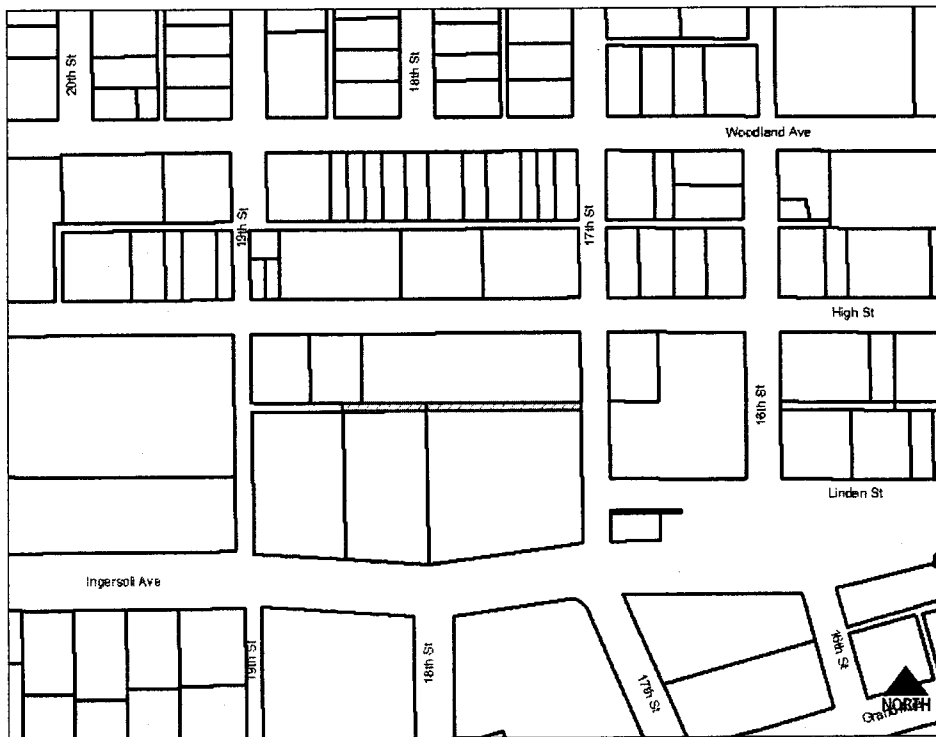 20th St
18th St
Woodland Ave
19th St
17th St
High St
16th St
Linden St
Ingersoll Ave
19th St
18th St
17th St
16th St
NORTH